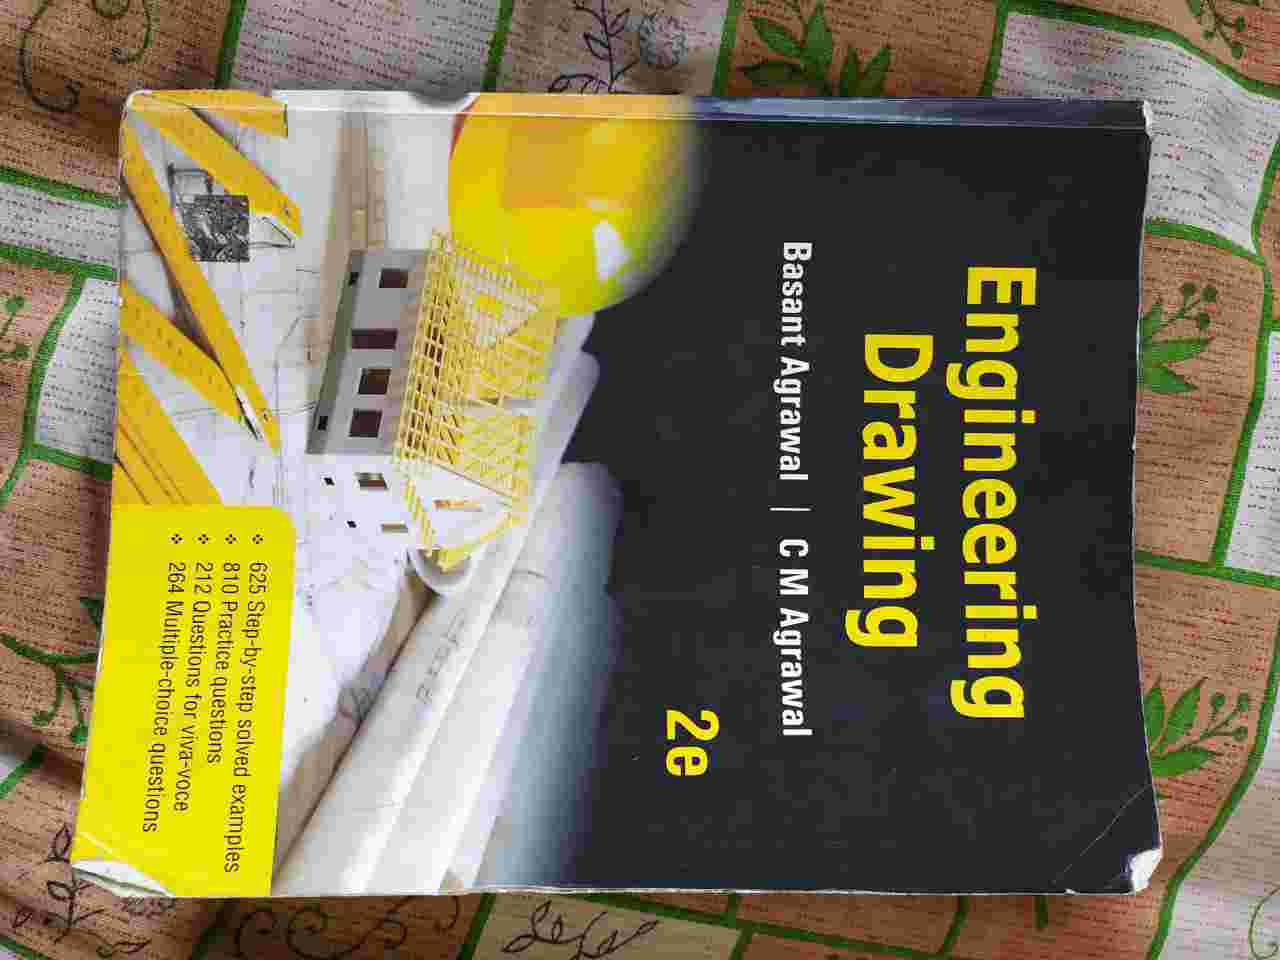 Engineering
Drawing
Basant Agrawal | C M Agrawal
2e
❖ 625 Step-by-step solved examples
❖ 810 Practice questions
❖ 212 Questions for viva-voce
❖ 264 Multiple-choice questions